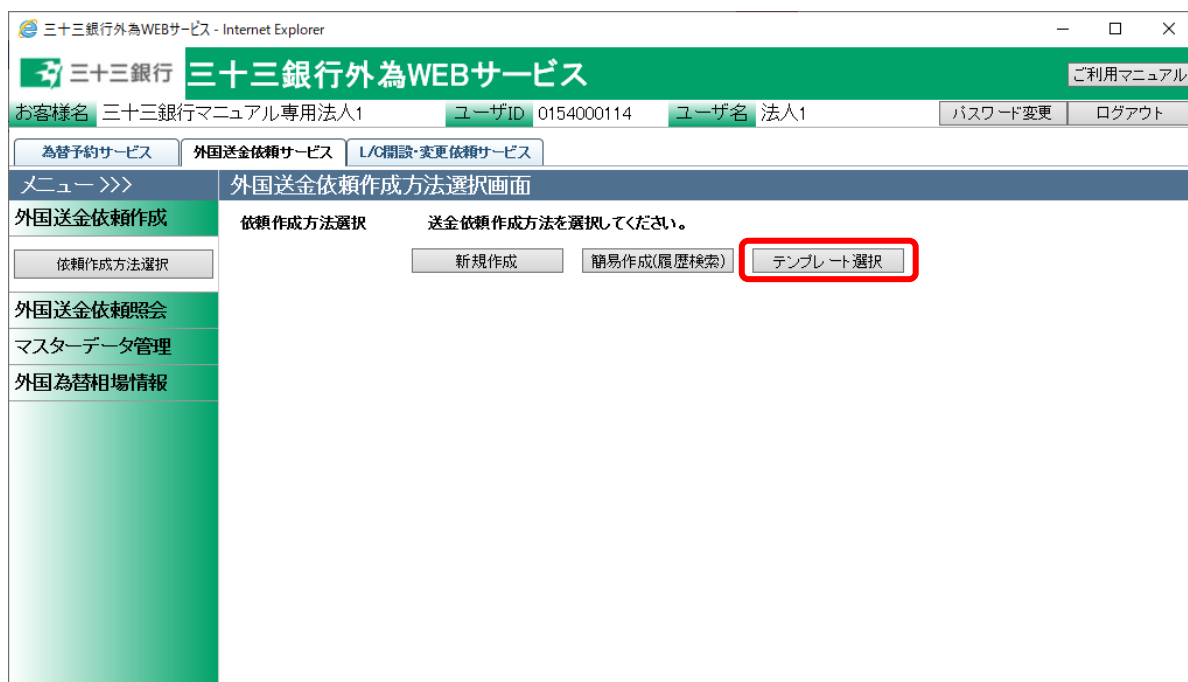 三十三銀行外為WEBサービス - Internet Explorer
三十三銀行 三十三銀行外為WEBサービス ご利用マニュアル
お客様名 三十三銀行マニュアル専用法人1 ユーザID 0154000114 ユーザ名 法人1 パスワード変更 ログアウト
為替予約サービス 外国送金依頼サービス L/C開設・変更依頼サービス
メニュー>>> 外国送金依頼作成方法選択画面
外国送金依頼作成 依頼作成方法選択 送金依頼作成方法を選択してください。
依頼作成方法選択 新規作成 簡易作成(履歴検索) テンプレート選択
外国送金依頼照会
マスターデータ管理
外国為替相場情報